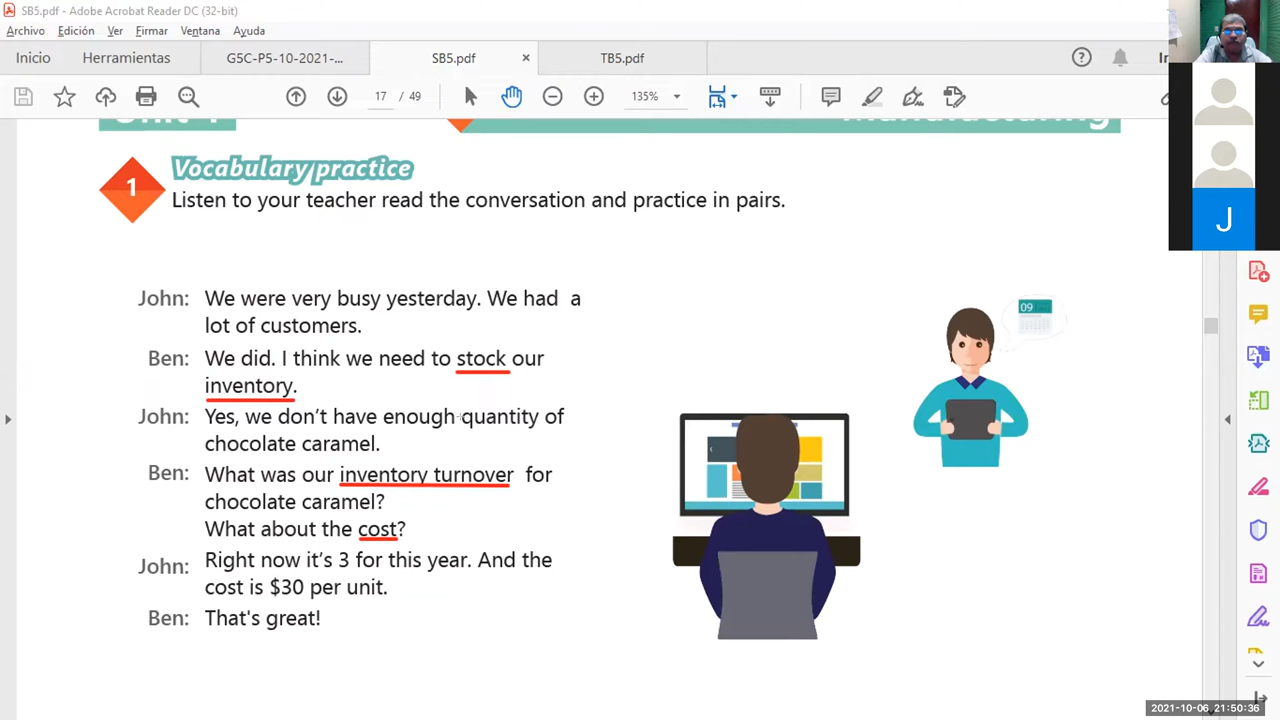 SB5.pdf - Adobe Acrobat Reader DC (32-bit)
Archivo Edición Ver Firmar Ventana Ayuda
Inicio Herramientas G5C-P5-10-2021-... SB5.pdf × TB5.pdf
17 / 49 135%
Unit 1 Manufacturing
1 Vocabulary practice
Listen to your teacher read the conversation and practice in pairs.
John: We were very busy yesterday. We had a
lot of customers.
Ben: We did. I think we need to stock our
inventory.
John: Yes, we don't have enough quantity of
chocolate caramel.
Ben: What was our inventory turnover for
chocolate caramel?
What about the cost?
John: Right now it's 3 for this year. And the
cost is $30 per unit.
Ben: That's great!
09
J
2021-10-06 21:50:36